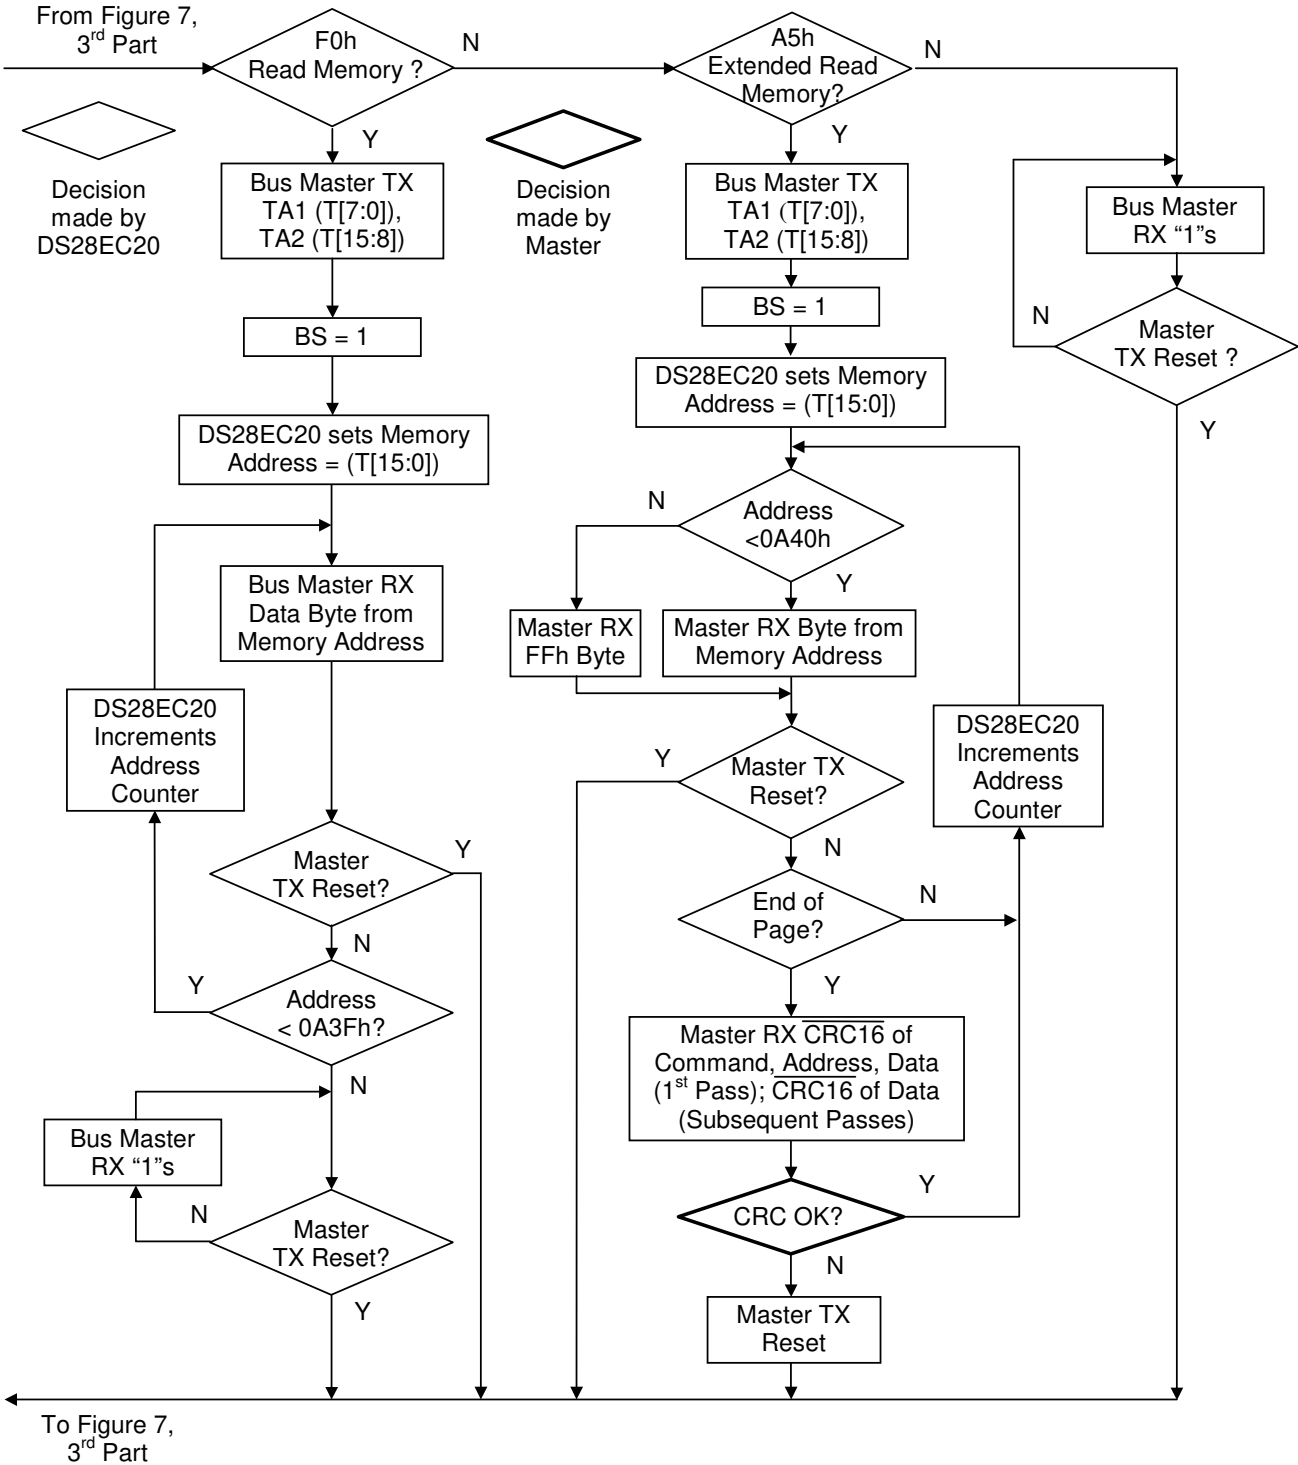 From Figure 7,
3rd Part
F0h
Read Memory ?
N
Y
A5h
Extended Read
Memory?
N
Y
Decision
made by
DS28EC20
Decision
made by
Master
Bus Master TX
TA1 (T[7:0]),
TA2 (T[15:8])
BS = 1
DS28EC20 sets Memory
Address = (T[15:0])
Bus Master RX
Data Byte from
Memory Address
DS28EC20
Increments
Address
Counter
Master
TX Reset?
Y
N
Address
< 0A3Fh?
Y
N
Bus Master
RX “1”s
Master
TX Reset?
N
Y
Bus Master TX
TA1 (T[7:0]),
TA2 (T[15:8])
BS = 1
DS28EC20 sets Memory
Address = (T[15:0])
Address
<0A40h
N
Y
Master RX
FFh Byte
Master RX Byte from
Memory Address
Master TX
Reset?
Y
N
DS28EC20
Increments
Address
Counter
End of
Page?
N
Y
Master RX CRC16 of
Command, Address, Data
(1st Pass); CRC16 of Data
(Subsequent Passes)
CRC OK?
Y
N
Master TX
Reset
Bus Master
RX “1”s
Master
TX Reset ?
N
Y
To Figure 7,
3rd Part